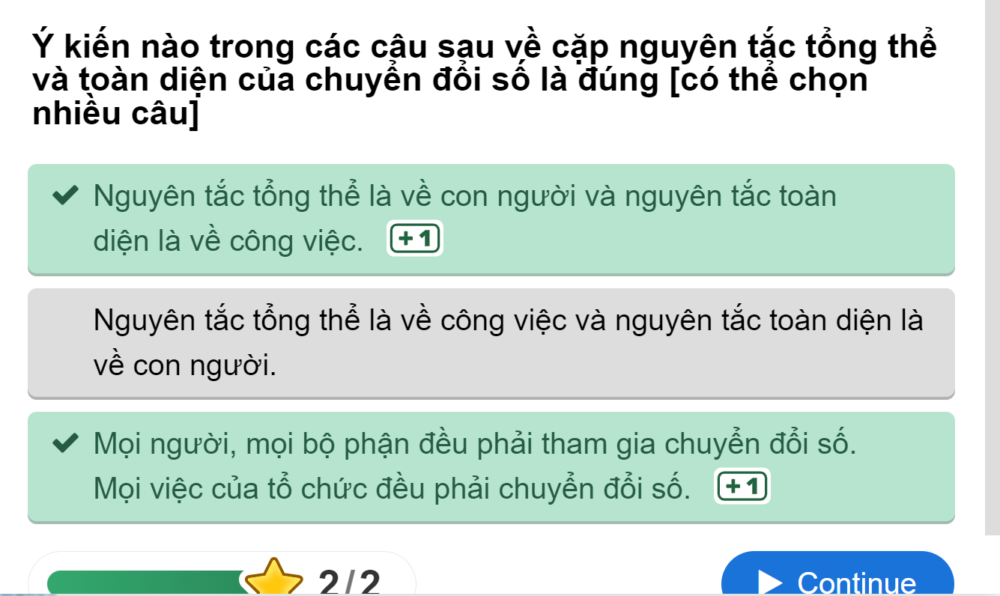 Ý kiến nào trong các câu sau về cặp nguyên tắc tổng thể
và toàn diện của chuyển đổi số là đúng [có thể chọn
nhiều câu]
Nguyên tắc tổng thể là về con người và nguyên tắc toàn
diện là về công việc. +1
Nguyên tắc tổng thể là về công việc và nguyên tắc toàn diện là
về con người.
Mọi người, mọi bộ phận đều phải tham gia chuyển đổi số.
Mọi việc của tổ chức đều phải chuyển đổi số. +1
2/2
Continue